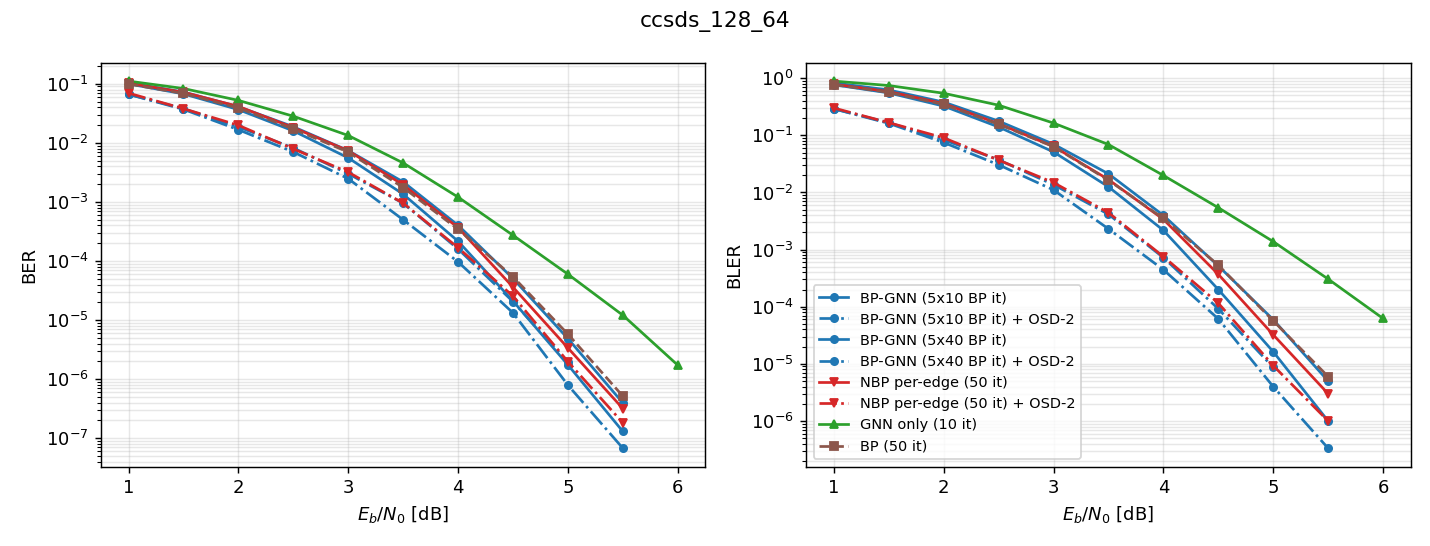 ccsds_128_64
BER
10⁻¹
10⁻²
10⁻³
10⁻⁴
10⁻⁵
10⁻⁶
10⁻⁷
1 2 3 4 5 6
E_b/N_0 [dB]
BLER
10⁰
10⁻¹
10⁻²
10⁻³
10⁻⁴
10⁻⁵
10⁻⁶
BP-GNN (5x10 BP it)
BP-GNN (5x10 BP it) + OSD-2
BP-GNN (5x40 BP it)
BP-GNN (5x40 BP it) + OSD-2
NBP per-edge (50 it)
NBP per-edge (50 it) + OSD-2
GNN only (10 it)
BP (50 it)
1 2 3 4 5 6
E_b/N_0 [dB]